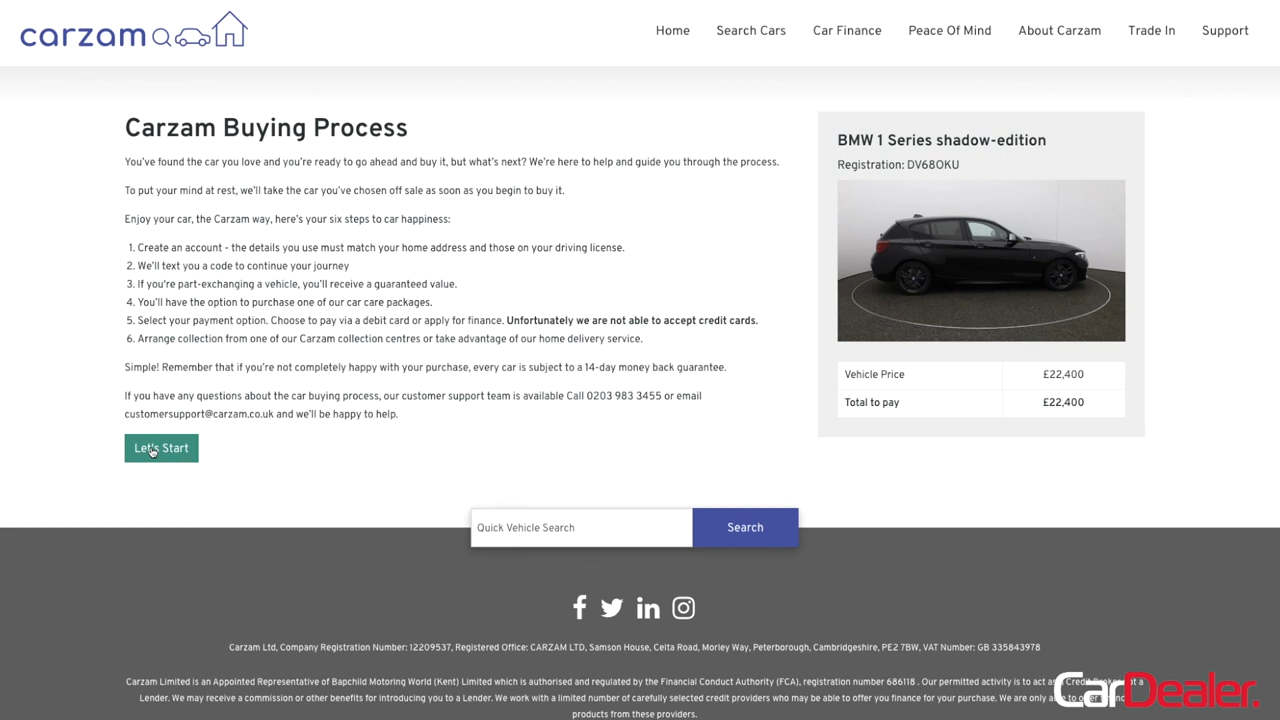 carzam
Home Search Cars Car Finance Peace Of Mind About Carzam Trade In Support
Carzam Buying Process
You've found the car you love and you're ready to go ahead and buy it, but what's next? We're here to help and guide you through the process.
To put your mind at rest, we'll take the car you've chosen off sale as soon as you begin to buy it.
Enjoy your car, the Carzam way, here's your six steps to car happiness:
1. Create an account - the details you use must match your home address and those on your driving license.
2. We'll text you a code to continue your journey
3. If you're part-exchanging a vehicle, you'll receive a guaranteed value.
4. You'll have the option to purchase one of our car care packages.
5. Select your payment option. Choose to pay via a debit card or apply for finance. Unfortunately we are not able to accept credit cards.
6. Arrange collection from one of our Carzam collection centres or take advantage of our home delivery service.
Simple! Remember that if you're not completely happy with your purchase, every car is subject to a 14-day money back guarantee.
If you have any questions about the car buying process, our customer support team is available Call 0203 983 3455 or email
customersupport@carzam.co.uk and we'll be happy to help.
Let's Start
BMW 1 Series shadow-edition
Registration: DV68OKU
Vehicle Price £22,400
Total to pay £22,400
Quick Vehicle Search Search
Carzam Ltd, Company Registration Number: 12209537, Registered Office: CARZAM LTD, Samson House, Celta Road, Morley Way, Peterborough, Cambridgeshire, PE2 7BW, VAT Number: GB 335843978
Carzam Limited is an Appointed Representative of Bapchild Motoring World (Kent) Limited which is authorised and regulated by the Financial Conduct Authority (FCA), registration number 686118 . Our permitted activity is to act as a Credit Broker
Lender. We may receive a commission or other benefits for introducing you to a Lender. We work with a limited number of carefully selected credit providers who may be able to offer you finance for your purchase. We are only able to
products from these providers.
CarDealer.